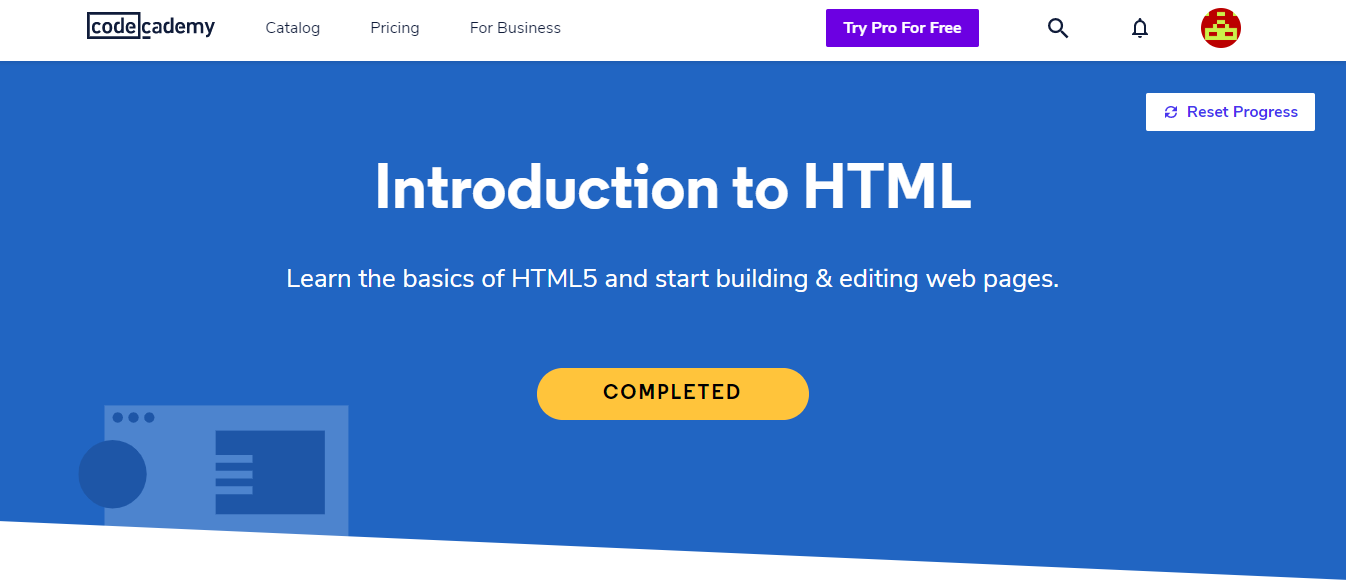 codecademy Catalog Pricing For Business Try Pro For Free
Reset Progress
Introduction to HTML
Learn the basics of HTML5 and start building & editing web pages.
COMPLETED